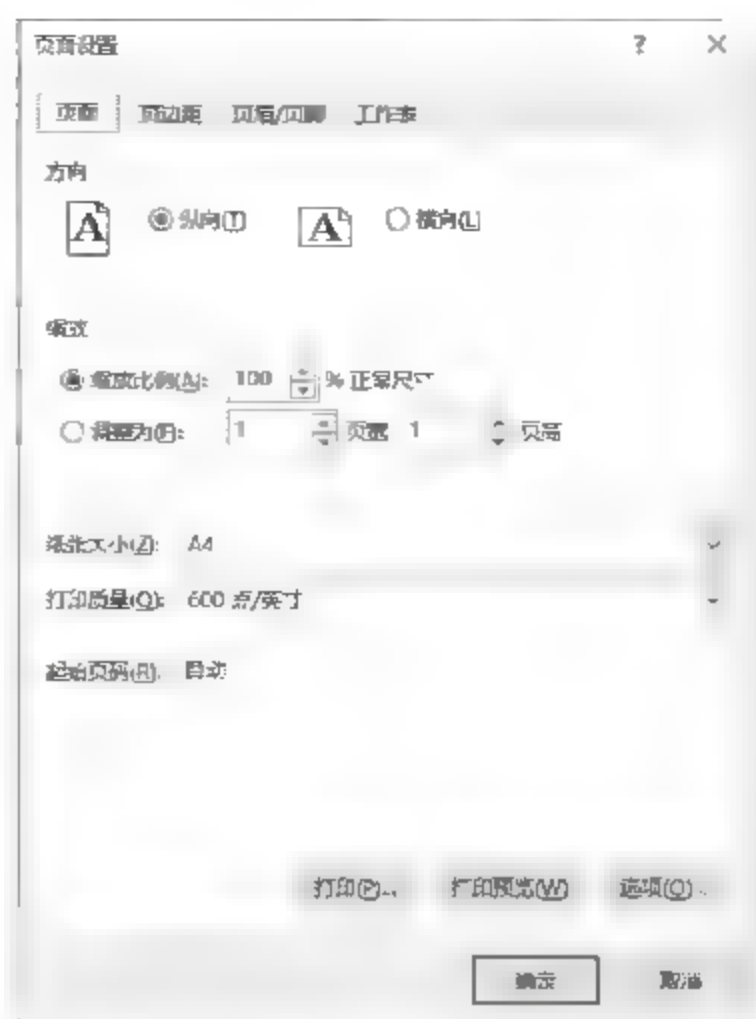 页面设置 ? ×
页面 页边距 页眉/页脚 工作表
方向
A 纵向(T) A 横向(L)
缩放
缩放比例(A): 100 % 正常尺寸
调整为(F): 1 页宽 1 页高
纸张大小(Z): A4
打印质量(Q): 600 点/英寸
起始页码(R): 自动
打印(P)... 打印预览(W) 选项(O)...
确定 取消